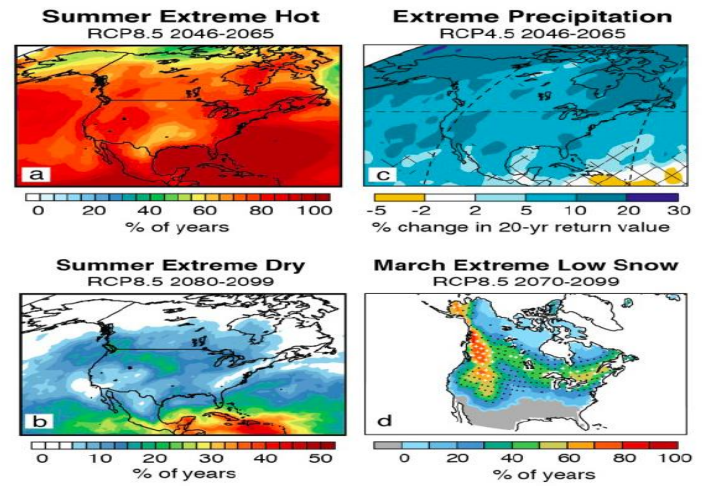 Summer Extreme Hot
RCP8.5 2046-2065
a
0 20 40 60 80 100
% of years
Extreme Precipitation
RCP4.5 2046-2065
c
-5 -2 2 5 10 20 30
% change in 20-yr return value
Summer Extreme Dry
RCP8.5 2080-2099
b
0 10 20 30 40 50
% of years
March Extreme Low Snow
RCP8.5 2070-2099
d
0 20 40 60 80 100
% of years